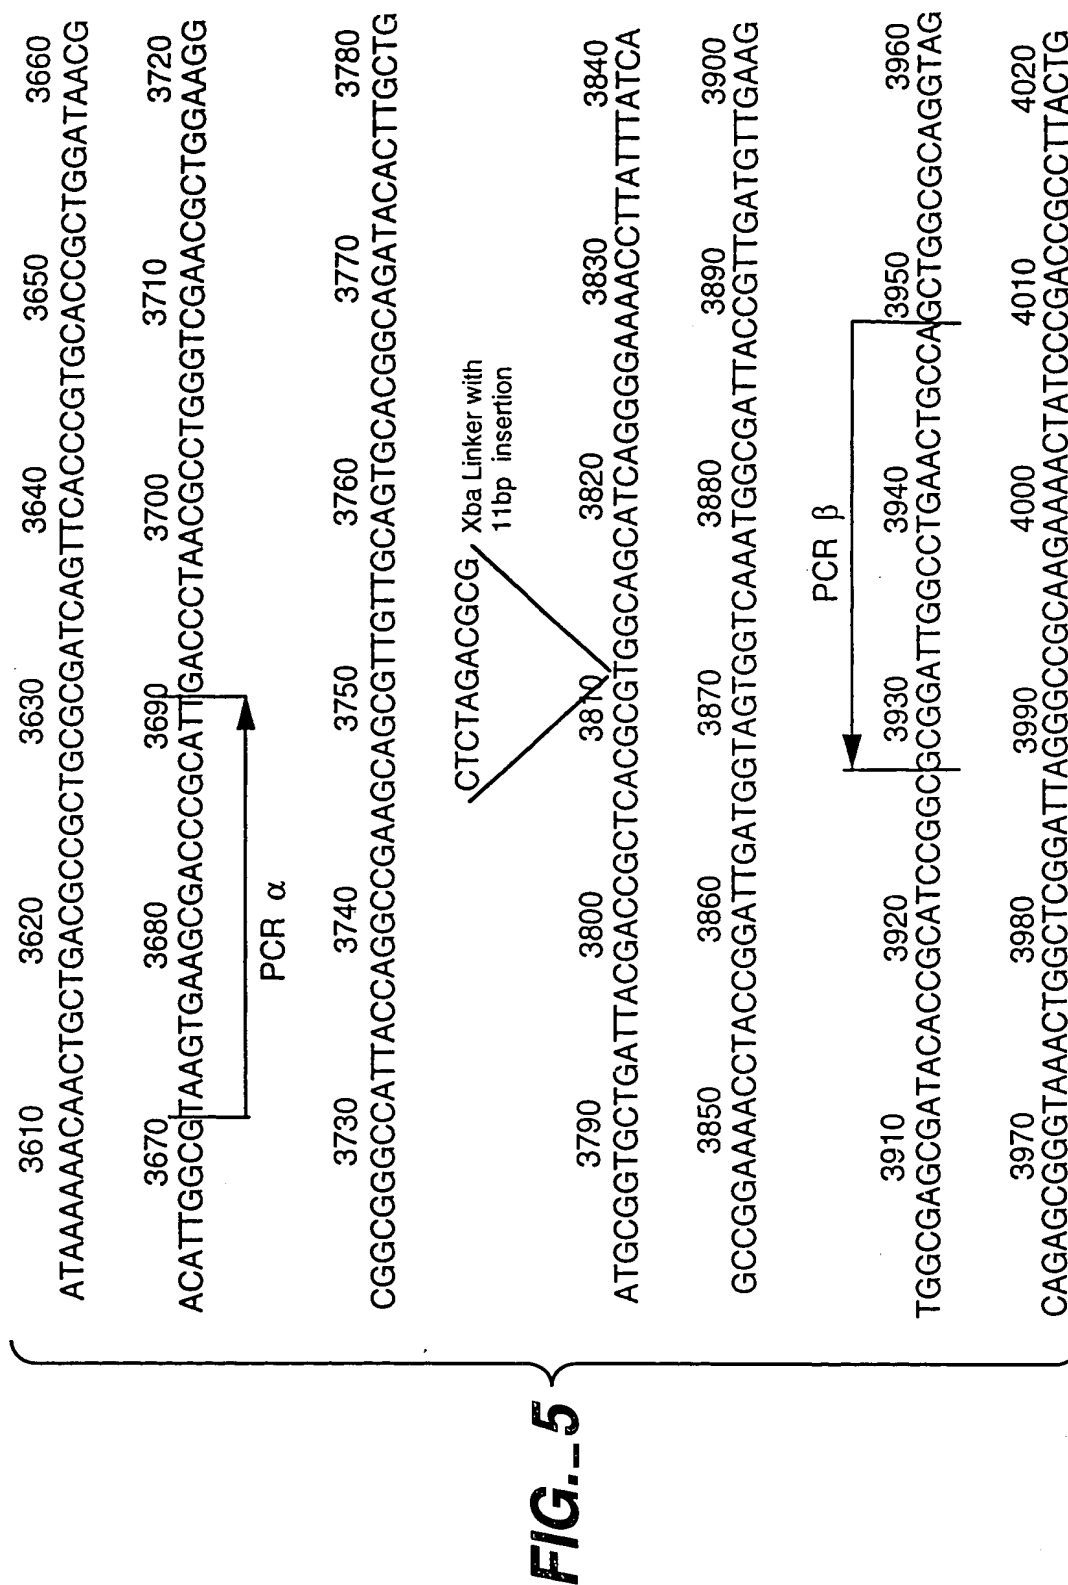 3610 3620 3630 3640 3650 3660
ATAAAAACAACTGCTGACGCCGCTGCGCGATCAGTTCACCCGTGCACCGCTGGATAACG
3670 3680 3690 3700 3710 3720
ACATTGGCGTAAGTGAAGCGACCCGCATTGACCCTAACGCCTGGGTCGAACGCTGGAAGG
PCR α
3730 3740 3750 3760 3770 3780
CGGCGGGCCATTACCAGGCCGAAGCAGCGTTGTTGCAGTGCACGGCAGATACACTTGCTG
CTCTAGACGCG
Xba Linker with
11bp insertion
3790 3800 3810 3820 3830 3840
ATGCGGTGCTGATTACGACCGCTCACGCGTGGCAGCATCAGGGGAAAACCTTATTTATCA
3850 3860 3870 3880 3890 3900
GCCGGAAAACCTACCGGATTGATGGTAGTGGTCAAATGGCGATTACCGTTGATGTTGAAG
PCR β
3910 3920 3930 3940 3950 3960
TGGCGAGCGATACACCGCATCCGGCGCGGATTGGCCTGAACTGCCAGCTGGCGCAGGTAG
3970 3980 3990 4000 4010 4020
CAGAGCGGGTAAACTGGCTCGGATTAGGGCCGCAAGAAAACTATCCCGACCGCCTTACTG
FIG._5